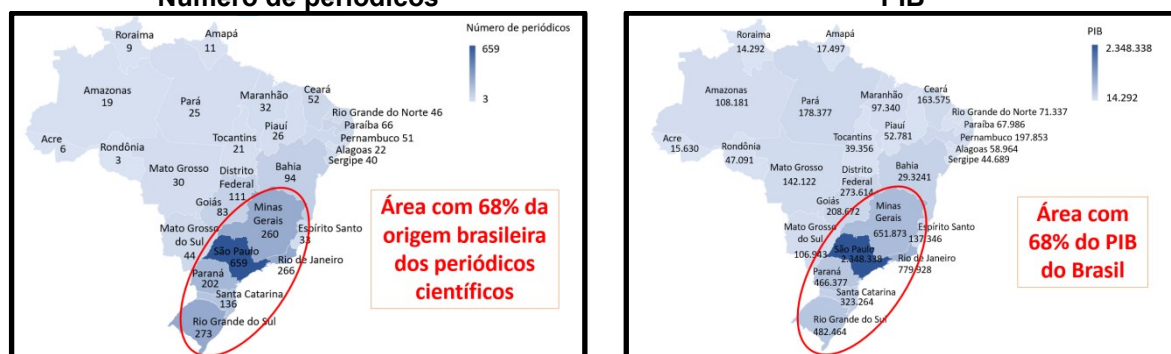 Número de periódicos
Número de periódicos
659
3
Roraima
9
Amapá
11
Amazonas
19
Pará
25
Maranhão
32
Ceará
52
Rio Grande do Norte 46
Paraíba 66
Pernambuco 51
Alagoas 22
Sergipe 40
Piauí
26
Tocantins
21
Acre
6
Rondônia
3
Mato Grosso
30
Distrito
Federal
111
Bahia
94
Goiás
83
Minas
Gerais
260
Espírito Santo
33
Mato Grosso
do Sul
44
São Paulo
659
Rio de Janeiro
266
Paraná
202
Santa Catarina
136
Rio Grande do Sul
273
Área com 68% da
origem brasileira
dos periódicos
científicos
PIB
PIB
2.348.338
14.292
Roraima
14.292
Amapá
17.497
Amazonas
108.181
Pará
178.377
Maranhão
97.340
Ceará
163.575
Rio Grande do Norte 71.337
Paraíba 67.986
Pernambuco 197.853
Alagoas 58.964
Sergipe 44.689
Piauí
52.781
Tocantins
39.356
Acre
15.630
Rondônia
47.091
Mato Grosso
142.122
Distrito
Federal
273.614
Bahia
29.3241
Goiás
208.672
Minas
Gerais
651.873
Espírito Santo
137.346
Mato Grosso
do Sul
106.943
São Paulo
2.348.338
Rio de Janeiro
779.928
Paraná
466.377
Santa Catarina
323.264
Rio Grande do Sul
482.464
Área com
68% do PIB
do Brasil